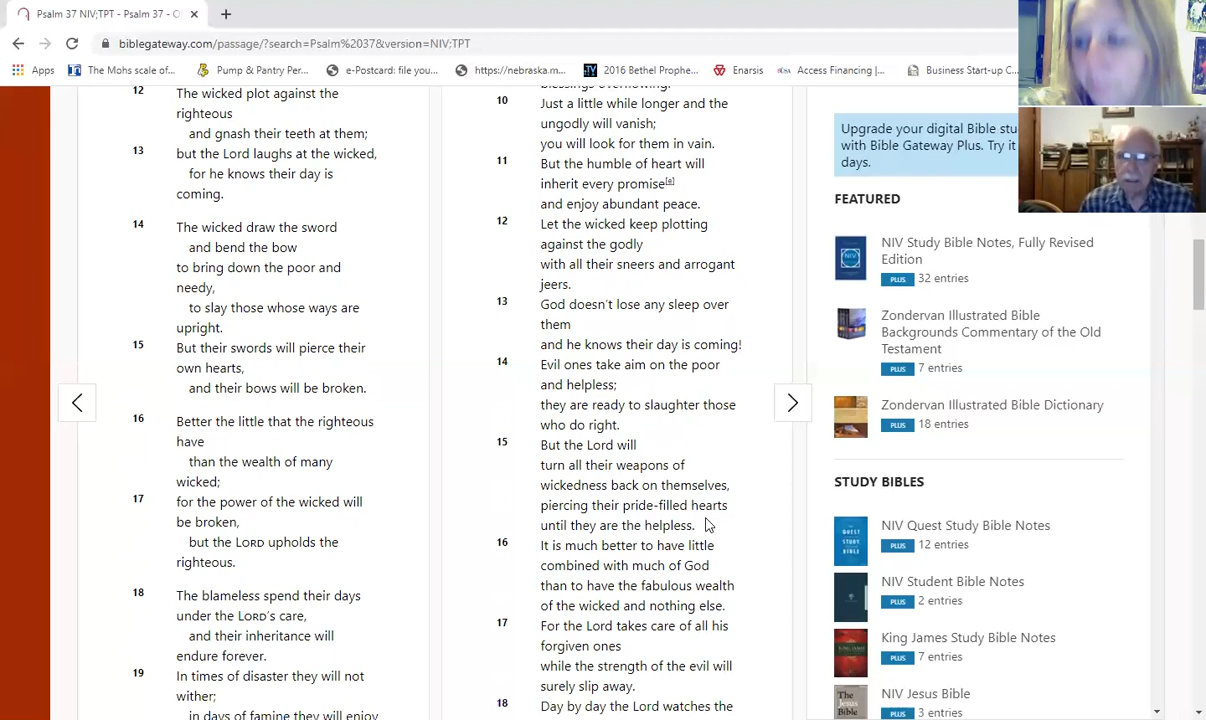 Psalm 37 NIV;TPT - Psalm 37 -
biblegateway.com/passage/?search=Psalm%2037&version=NIV;TPT
Apps
The Mohs scale of...
Pump & Pantry Per...
e-Postcard: file you...
https://nebraska.m...
2016 Bethel Prophe...
Enarsis
Access Financing |...
Business Start-up C...
12
The wicked plot against the
righteous
and gnash their teeth at them;
13
but the Lord laughs at the wicked,
for he knows their day is
coming.
14
The wicked draw the sword
and bend the bow
to bring down the poor and
needy,
to slay those whose ways are
upright.
15
But their swords will pierce their
own hearts,
and their bows will be broken.
16
Better the little that the righteous
have
than the wealth of many
wicked;
17
for the power of the wicked will
be broken,
but the LORD upholds the
righteous.
18
The blameless spend their days
under the LORD's care,
and their inheritance will
endure forever.
19
In times of disaster they will not
wither;
in days of famine they will enjoy
blessings overflowing!
10
Just a little while longer and the
ungodly will vanish;
you will look for them in vain.
11
But the humble of heart will
inherit every promise[e]
and enjoy abundant peace.
12
Let the wicked keep plotting
against the godly
with all their sneers and arrogant
jeers.
13
God doesn't lose any sleep over
them
and he knows their day is coming!
14
Evil ones take aim on the poor
and helpless;
they are ready to slaughter those
who do right.
15
But the Lord will
turn all their weapons of
wickedness back on themselves,
piercing their pride-filled hearts
until they are the helpless.
16
It is much better to have little
combined with much of God
than to have the fabulous wealth
of the wicked and nothing else.
17
For the Lord takes care of all his
forgiven ones
while the strength of the evil will
surely slip away.
18
Day by day the Lord watches the
Upgrade your digital Bible stu
with Bible Gateway Plus. Try it
days.
FEATURED
NIV Study Bible Notes, Fully Revised
Edition
PLUS 32 entries
Zondervan Illustrated Bible
Backgrounds Commentary of the Old
Testament
PLUS 7 entries
Zondervan Illustrated Bible Dictionary
PLUS 18 entries
STUDY BIBLES
NIV Quest Study Bible Notes
PLUS 12 entries
NIV Student Bible Notes
PLUS 2 entries
King James Study Bible Notes
PLUS 7 entries
NIV Jesus Bible
PLUS 3 entries